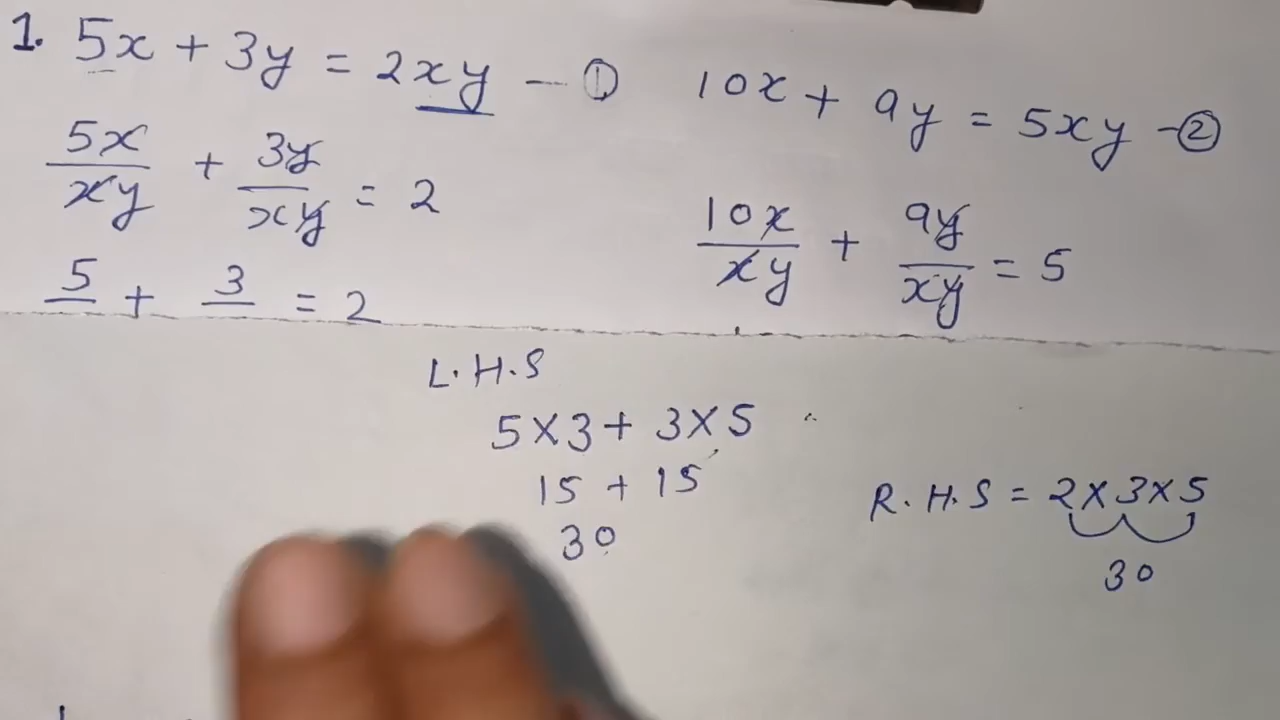 1. 5x + 3y = 2xy - ①
5x/xy + 3y/xy = 2
5 + 3 = 2
10x + 9y = 5xy - ②
10x/xy + 9y/xy = 5
L.H.S
5×3 + 3×5
15 + 15
30
R.H.S = 2×3×5
30